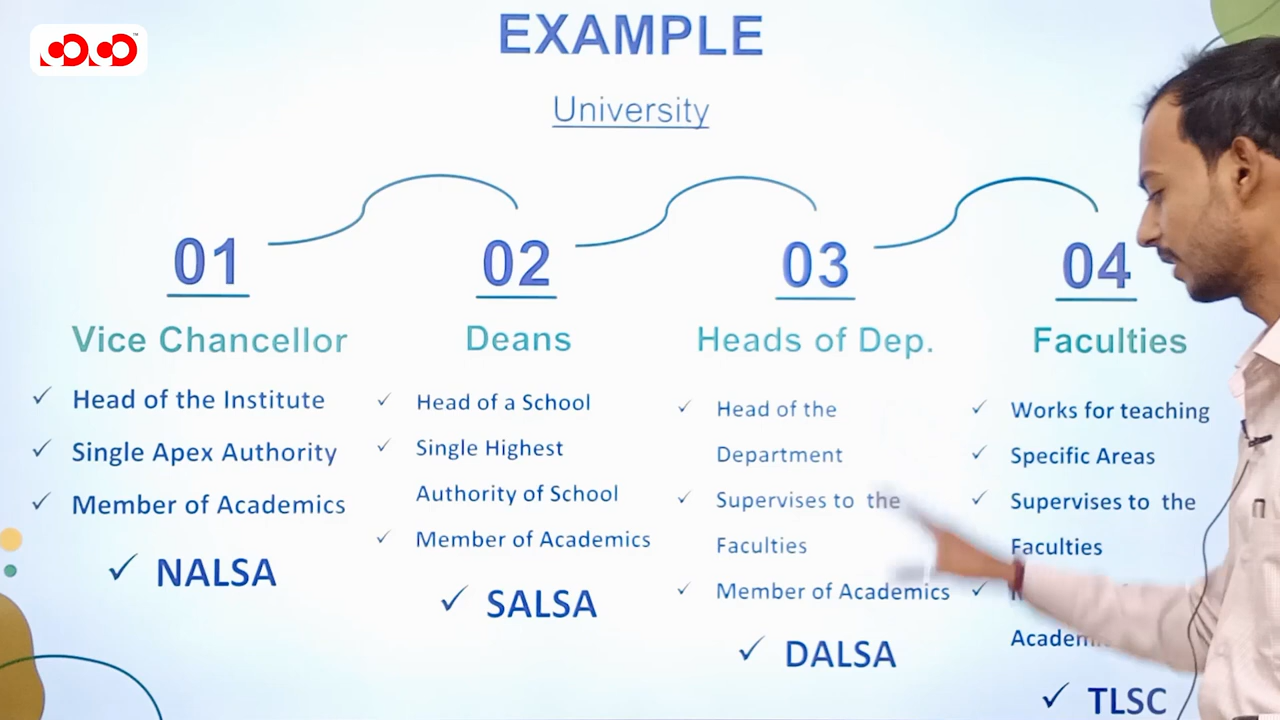 EXAMPLE
University
01
Vice Chancellor
✓ Head of the Institute
✓ Single Apex Authority
✓ Member of Academics
✓ NALSA
02
Deans
✓ Head of a School
✓ Single Highest
Authority of School
✓ Member of Academics
✓ SALSA
03
Heads of Dep.
✓ Head of the
Department
✓ Supervises to the
Faculties
✓ Member of Academics
✓ DALSA
04
Faculties
✓ Works for teaching
✓ Specific Areas
✓ Supervises to the
Faculties
✓ TLSC